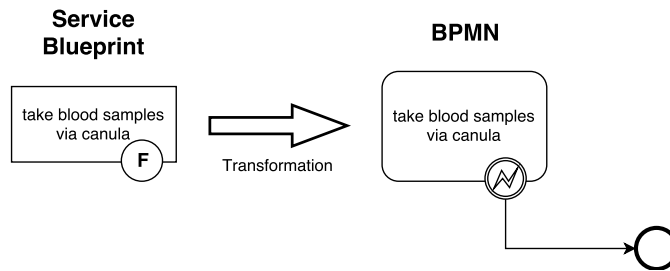 Service
Blueprint
BPMN
take blood samples
via canula
F
Transformation
take blood samples
via canula